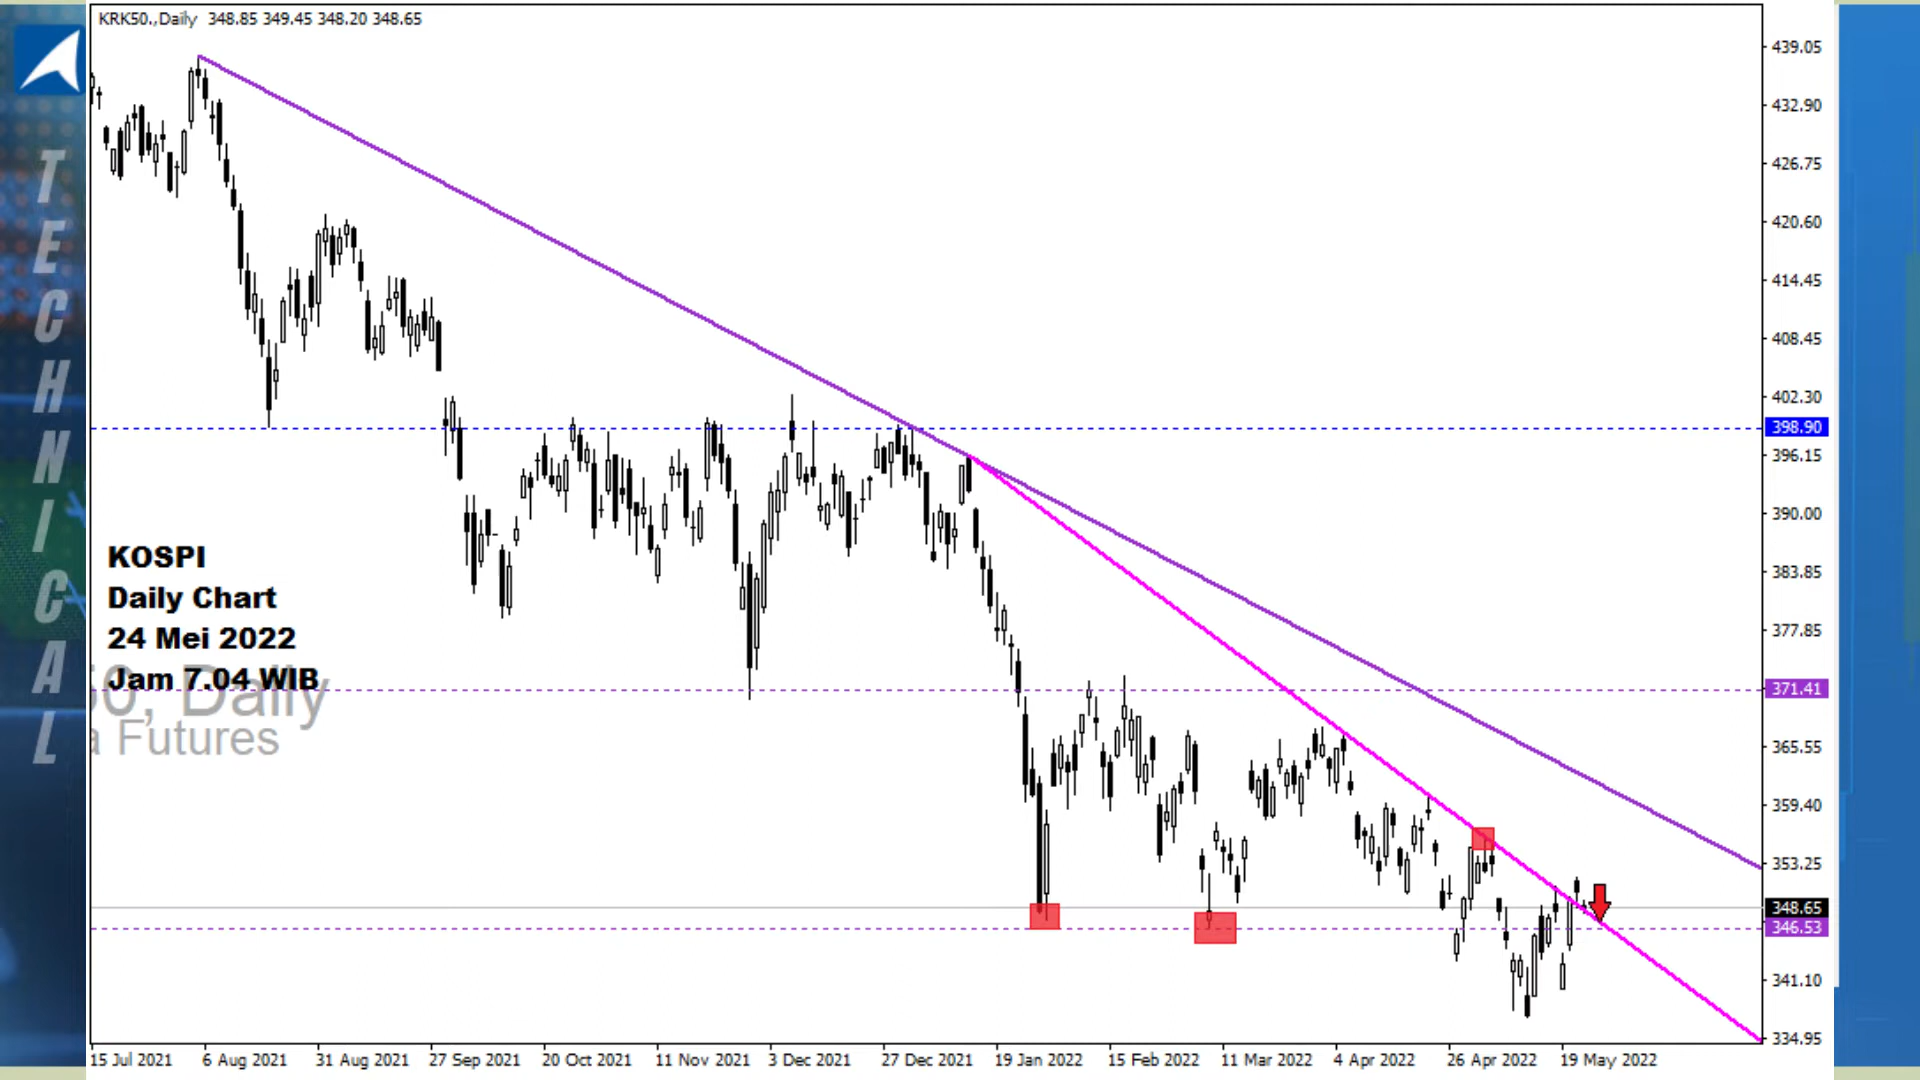 KRK50.,Daily 348.85 349.45 348.20 348.65
TECHNICAL
439.05
432.90
426.75
420.60
414.45
408.45
402.30
398.90
396.15
390.00
383.85
377.85
371.41
365.55
359.40
353.25
348.65
346.53
341.10
334.95
KOSPI
Daily Chart
24 Mei 2022
Jam 7.04 WIB
50, Daily
a Futures
15 Jul 2021 6 Aug 2021 31 Aug 2021 27 Sep 2021 20 Oct 2021 11 Nov 2021 3 Dec 2021 27 Dec 2021 19 Jan 2022 15 Feb 2022 11 Mar 2022 4 Apr 2022 26 Apr 2022 19 May 2022